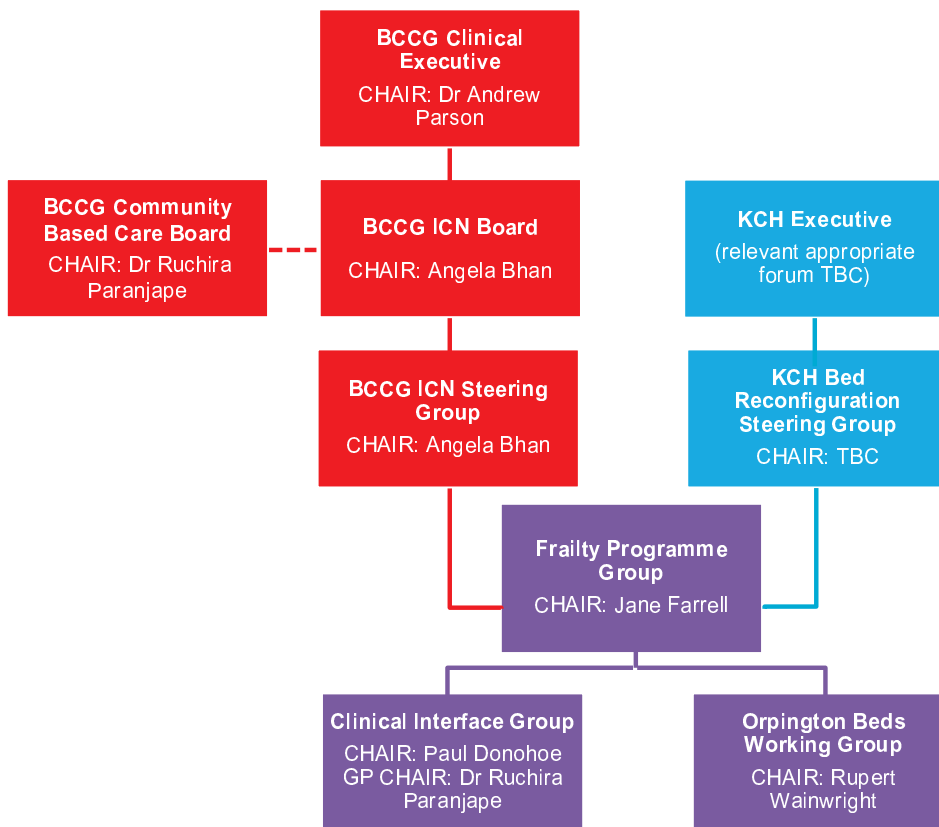 BCCG Clinical
Executive
CHAIR: Dr Andrew
Parson
BCCG Community
Based Care Board
CHAIR: Dr Ruchira
Paranjape
BCCG ICN Board
CHAIR: Angela Bhan
KCH Executive
(relevant appropriate
forum TBC)
BCCG ICN Steering
Group
CHAIR: Angela Bhan
KCH Bed
Reconfiguration
Steering Group
CHAIR: TBC
Frailty Programme
Group
CHAIR: Jane Farrell
Clinical Interface Group
CHAIR: Paul Donohoe
GP CHAIR: Dr Ruchira
Paranjape
Orpington Beds
Working Group
CHAIR: Rupert
Wainwright